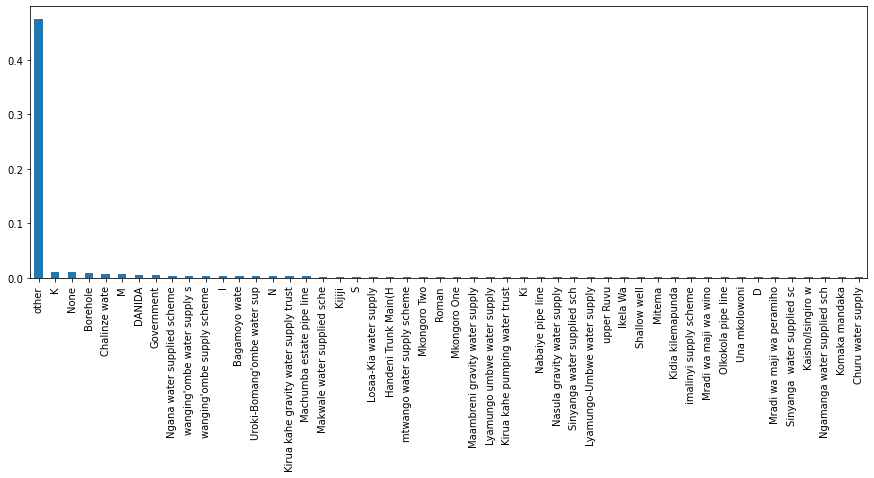 0.4
0.3
0.2
0.1
0.0
other
K
None
Borehole
Chalinze wate
M
DANIDA
Government
Ngana water supplied scheme
wanging'ombe water supply s
wanging'ombe supply scheme
I
Bagamoyo wate
Uroki-Bomang'ombe water sup
N
Kirua kahe gravity water supply trust
Machumba estate pipe line
Makwale water supplied sche
Kijiji
S
Losaa-Kia water supply
Handeni Trunk Main(H
mtwango water supply scheme
Mkongoro Two
Roman
Mkongoro One
Maambreni gravity water supply
Lyamungo umbwe water supply
Kirua kahe pumping water trust
Ki
Nabaiye pipe line
Nasula gravity water supply
Sinyanga water supplied sch
Lyamungo-Umbwe water supply
upper Ruvu
Ikela Wa
Shallow well
Mitema
Kidia kilemapunda
imalinyi supply scheme
Mradi wa maji wa wino
Olkokola pipe line
Una mkolowoni
D
Mradi wa maji wa peramiho
Sinyanga  water supplied sc
Kaisho/Isingiro w
Ngamanga water supplied sch
Komaka mandaka
Churu water supply